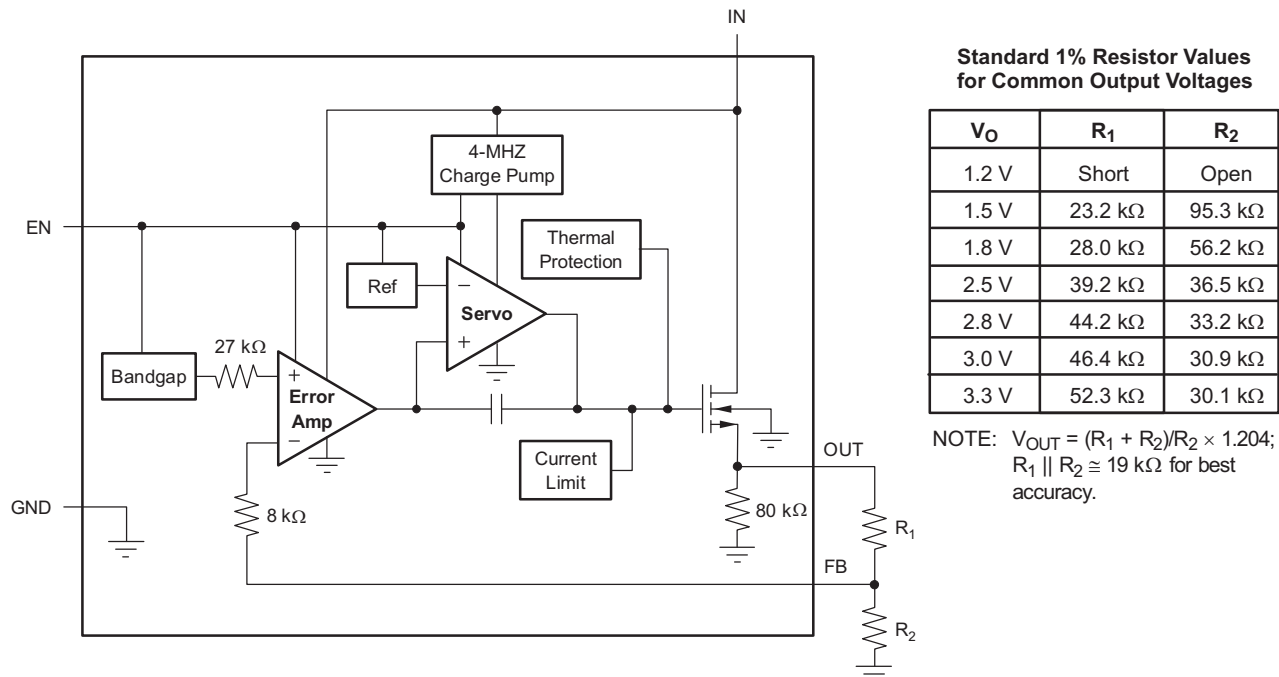 IN
4-MHZ
Charge Pump
EN
Thermal
Protection
Ref
−
Servo
+
27 kΩ
Bandgap
+
Error
Amp
−
Current
Limit
OUT
GND
8 kΩ
80 kΩ
R1
FB
R2
Standard 1% Resistor Values
for Common Output Voltages
VO R1 R2
1.2 V Short Open
1.5 V 23.2 kΩ 95.3 kΩ
1.8 V 28.0 kΩ 56.2 kΩ
2.5 V 39.2 kΩ 36.5 kΩ
2.8 V 44.2 kΩ 33.2 kΩ
3.0 V 46.4 kΩ 30.9 kΩ
3.3 V 52.3 kΩ 30.1 kΩ
NOTE: VOUT = (R1 + R2)/R2 × 1.204;
R1 || R2 ≅ 19 kΩ for best
accuracy.